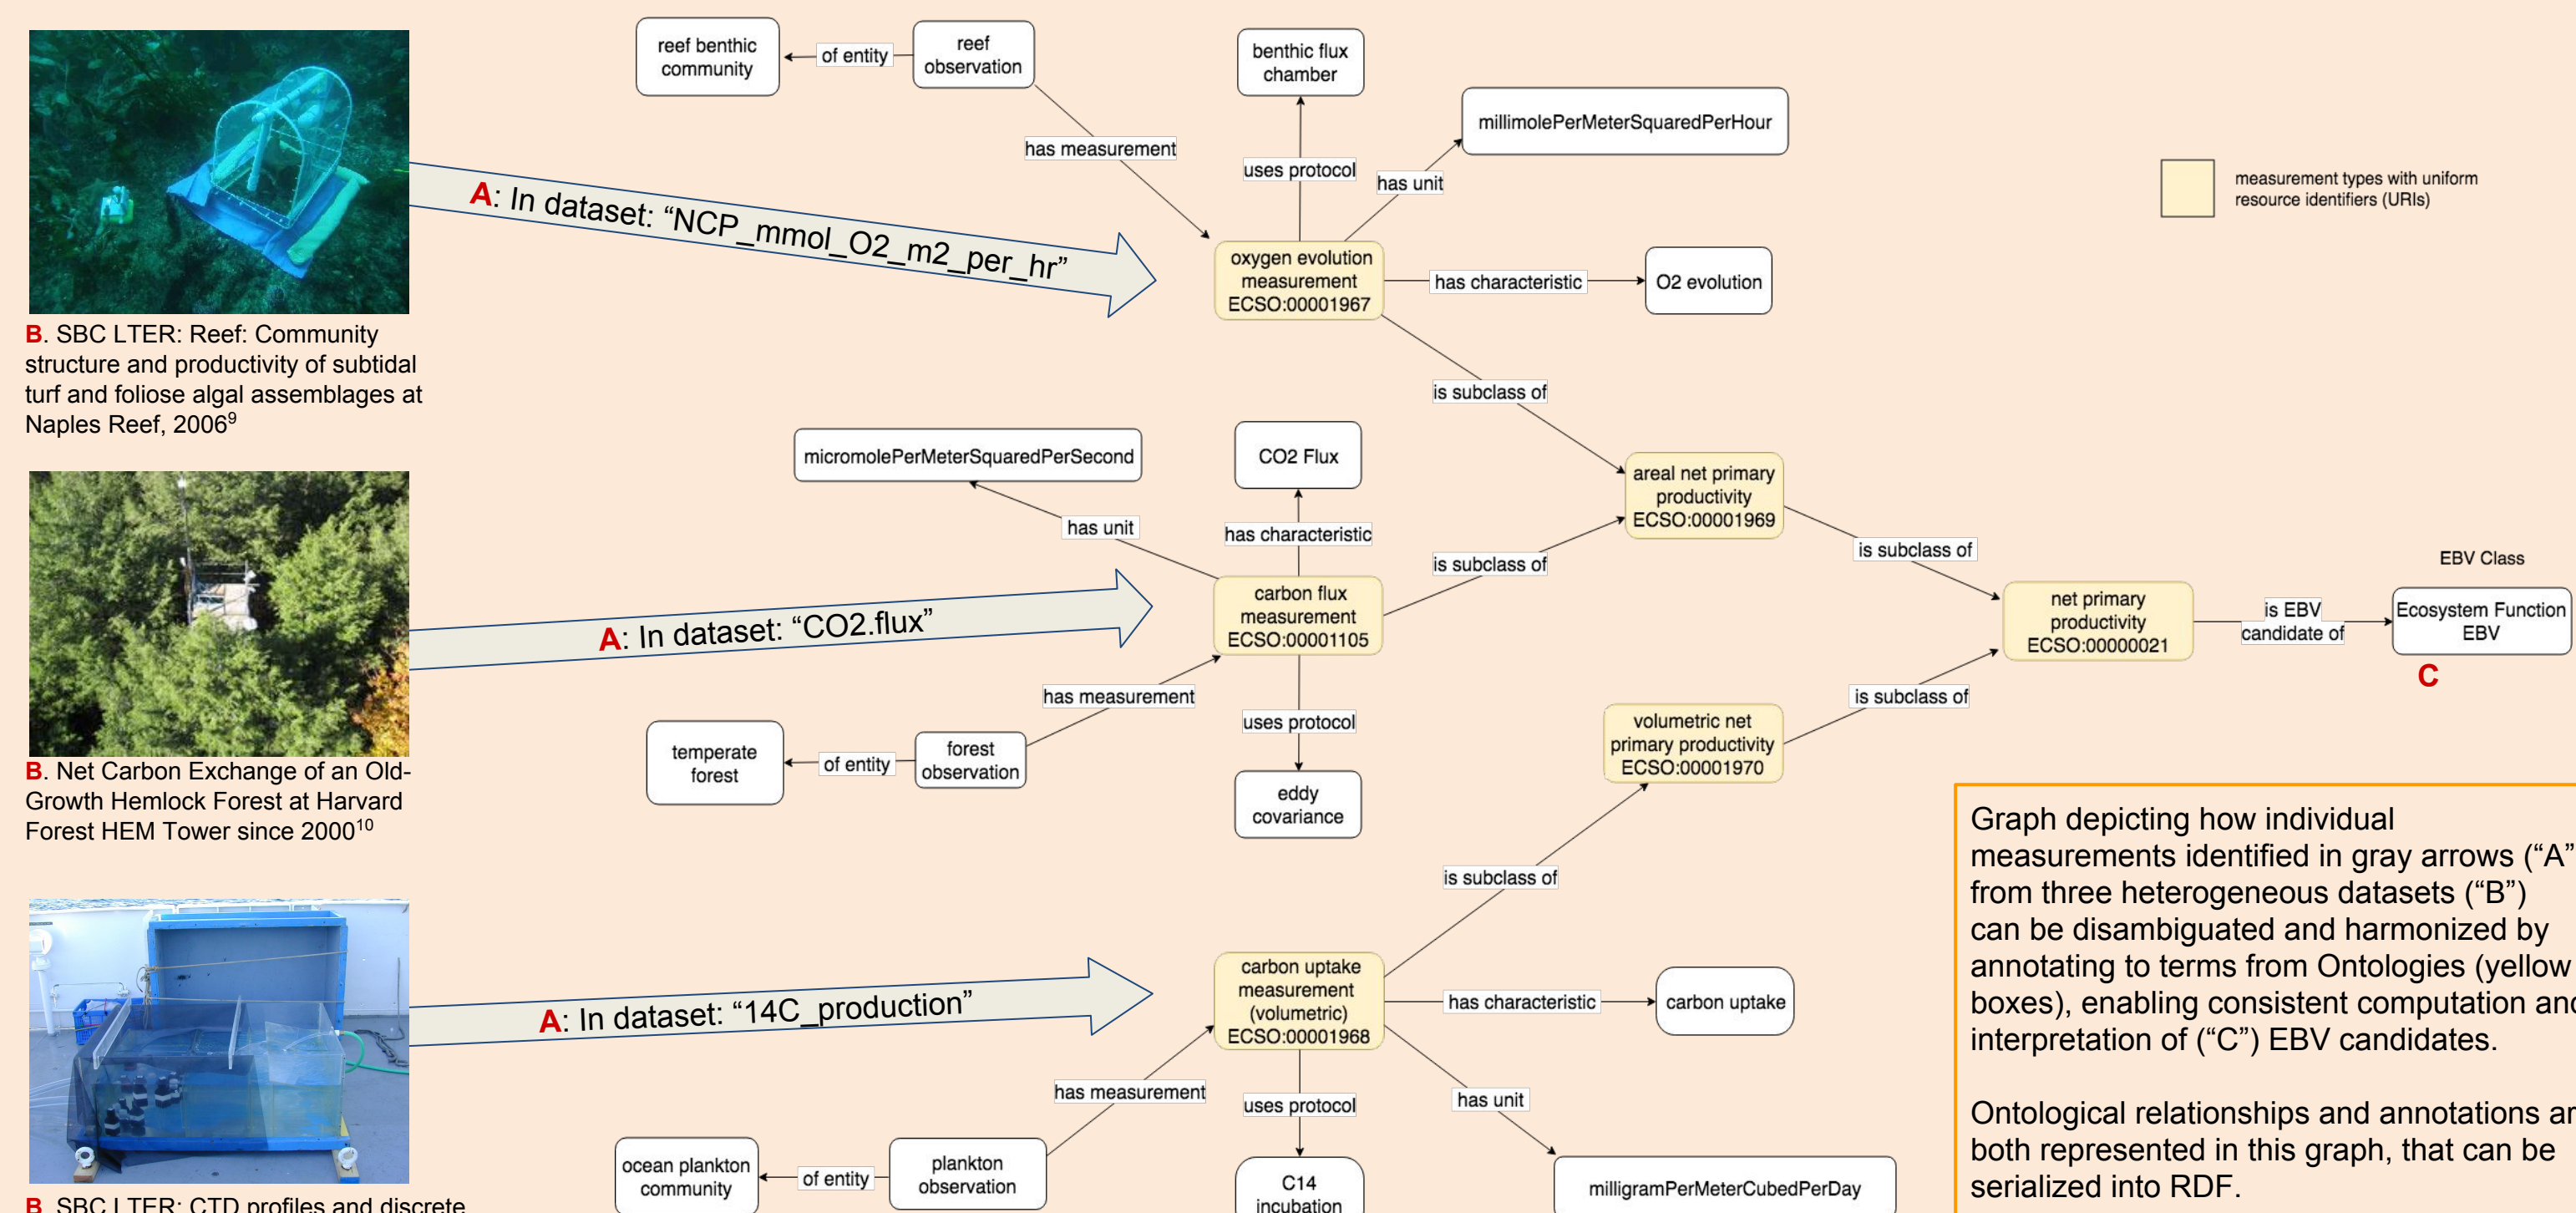 reef benthic
community
of entity
reef
observation
has measurement
benthic flux
chamber
uses protocol
millimolePerMeterSquaredPerHour
has unit
measurement types with uniform
resource identifiers (URIs)
A: In dataset: “NCP_mmol_O2_m2_per_hr”
oxygen evolution
measurement
ECSO:00001967
has characteristic
O2 evolution
is subclass of
B. SBC LTER: Reef: Community
structure and productivity of subtidal
turf and foliose algal assemblages at
Naples Reef, 2006⁹
micromolePerMeterSquaredPerSecond
has unit
CO2 Flux
has characteristic
areal net primary
productivity
ECSO:00001969
is subclass of
is subclass of
A: In dataset: “CO2.flux”
carbon flux
measurement
ECSO:00001105
net primary
productivity
ECSO:00000021
is EBV
candidate of
EBV Class
Ecosystem Function
EBV
C
has measurement
uses protocol
is subclass of
volumetric net
primary productivity
ECSO:00001970
temperate
forest
of entity
forest
observation
eddy
covariance
B. Net Carbon Exchange of an Old-
Growth Hemlock Forest at Harvard
Forest HEM Tower since 2000¹⁰
is subclass of
A: In dataset: “14C_production”
carbon uptake
measurement
(volumetric)
ECSO:00001968
has characteristic
carbon uptake
has measurement
uses protocol
has unit
ocean plankton
community
of entity
plankton
observation
C14
incubation
milligramPerMeterCubedPerDay
B. SBC LTER: CTD profiles and discrete
Graph depicting how individual
measurements identified in gray arrows (“A”
from three heterogeneous datasets (“B”)
can be disambiguated and harmonized by
annotating to terms from Ontologies (yellow
boxes), enabling consistent computation
interpretation of (“C”) EBV candidates.
Ontological relationships and annotations
both represented in this graph, that can be
serialized into RDF.